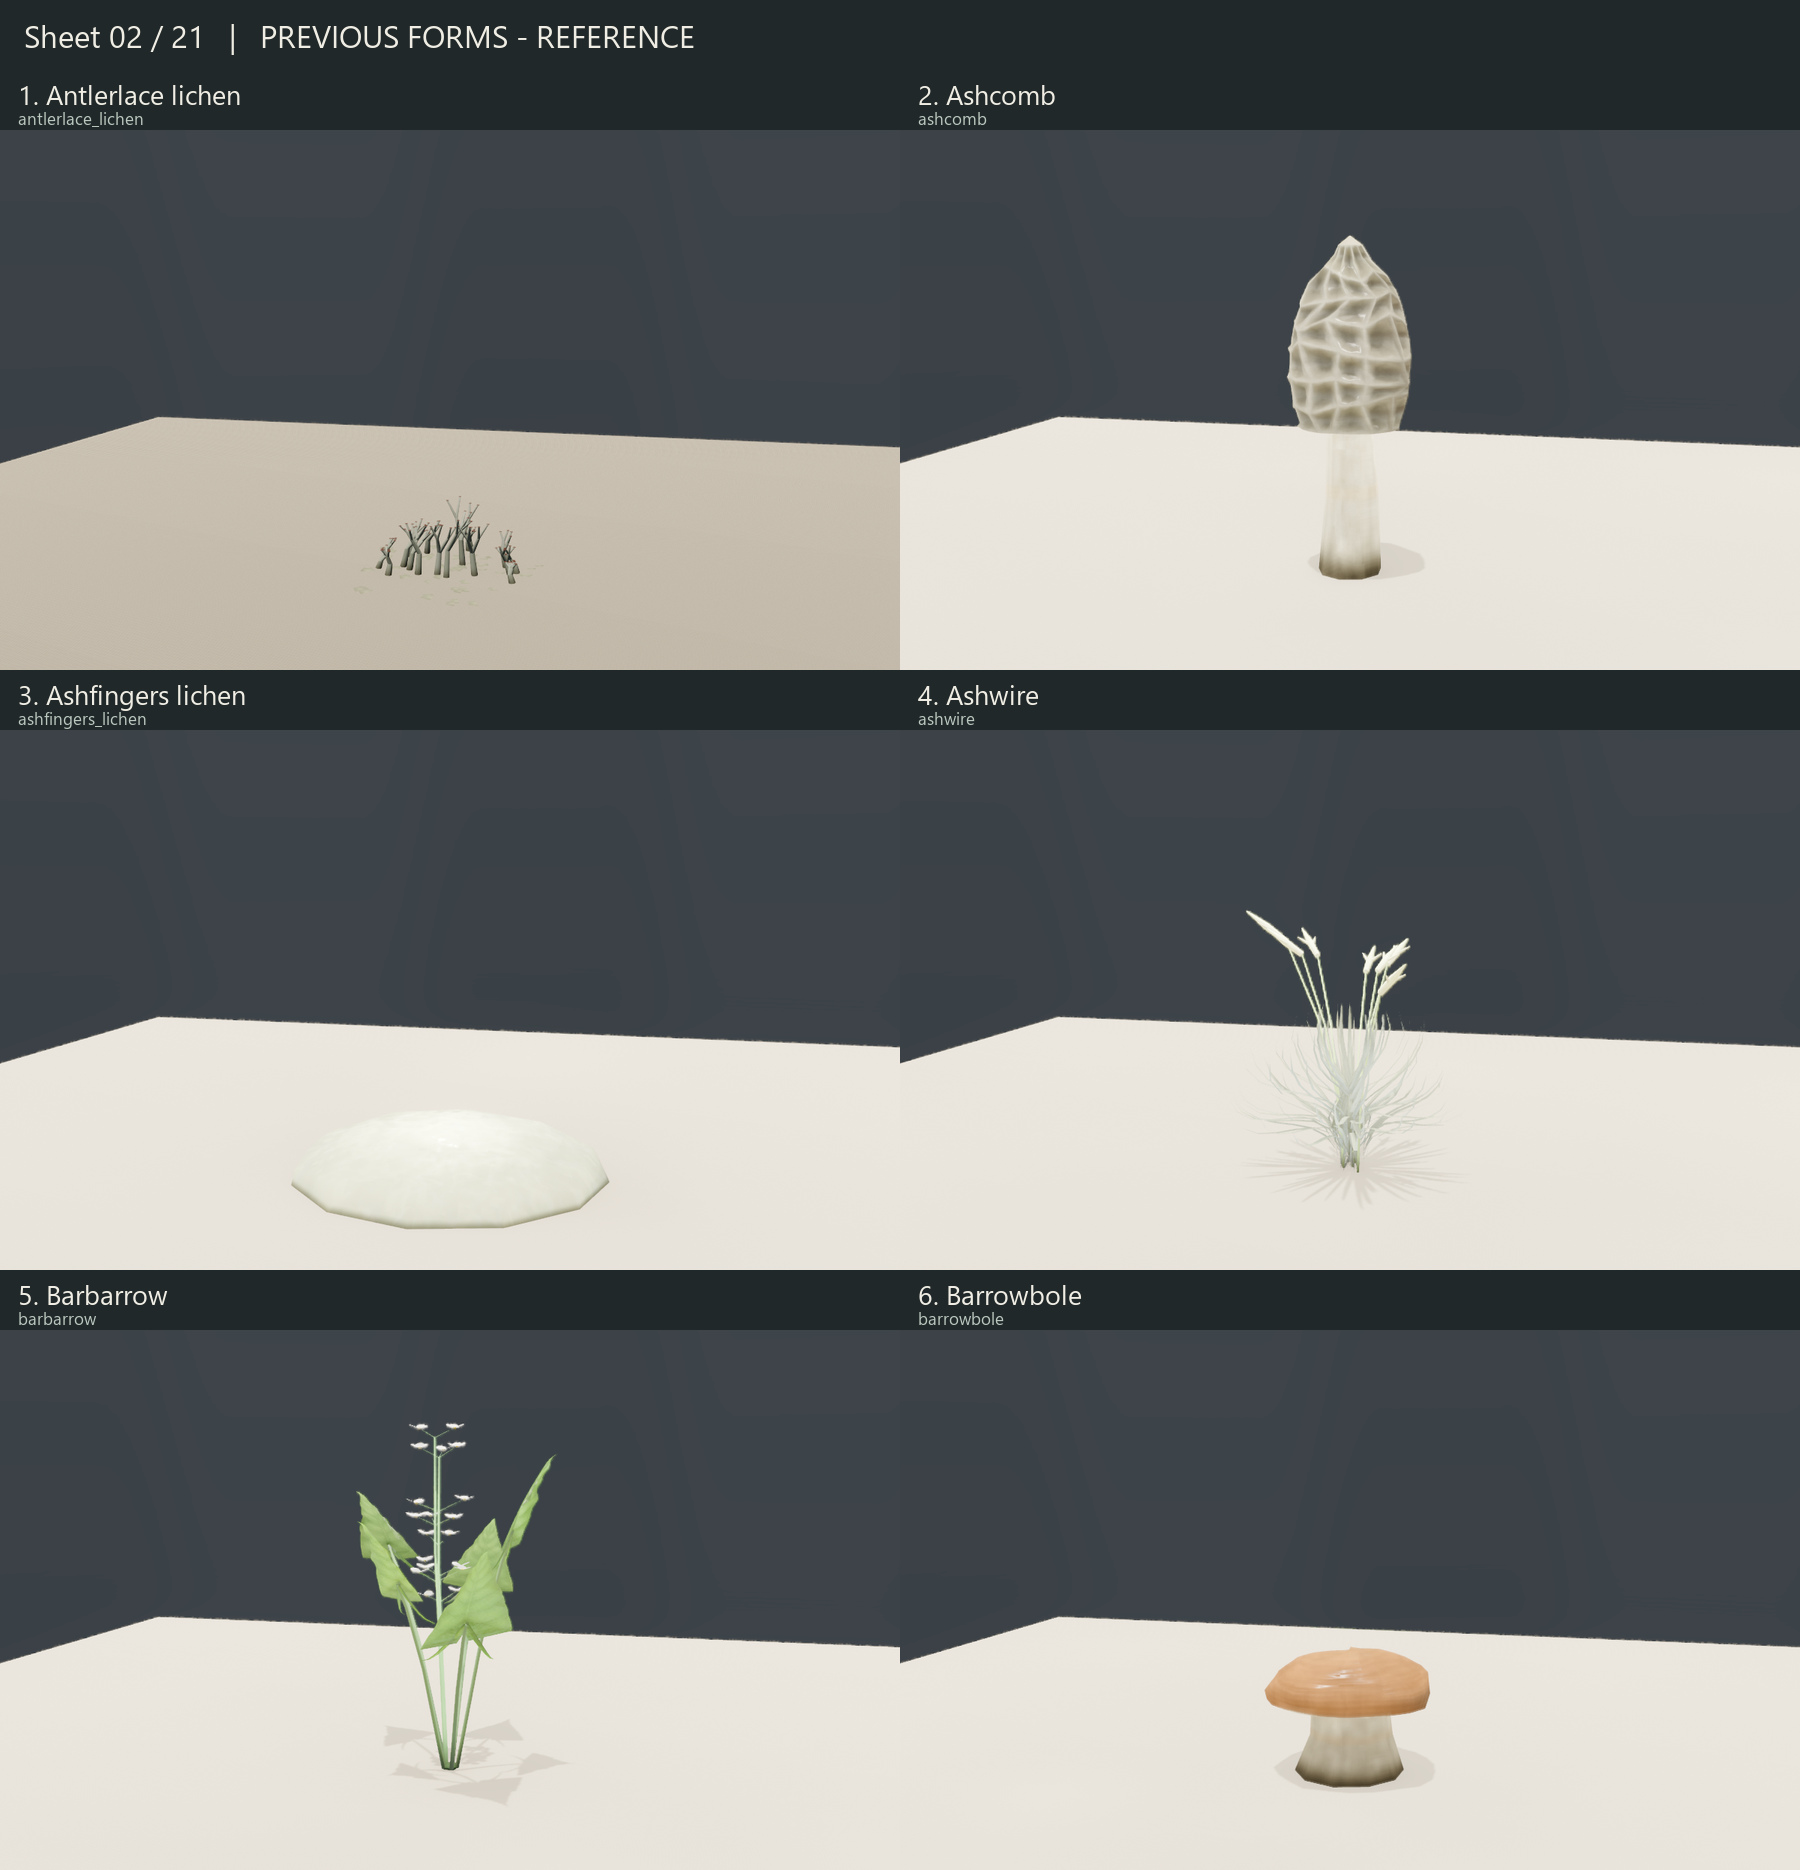 Sheet 02 / 21 | PREVIOUS FORMS - REFERENCE
1. Antlerlace lichen
antlerlace_lichen
2. Ashcomb
ashcomb
3. Ashfingers lichen
ashfingers_lichen
4. Ashwire
ashwire
5. Barbarrow
barbarrow
6. Barrowbole
barrowbole